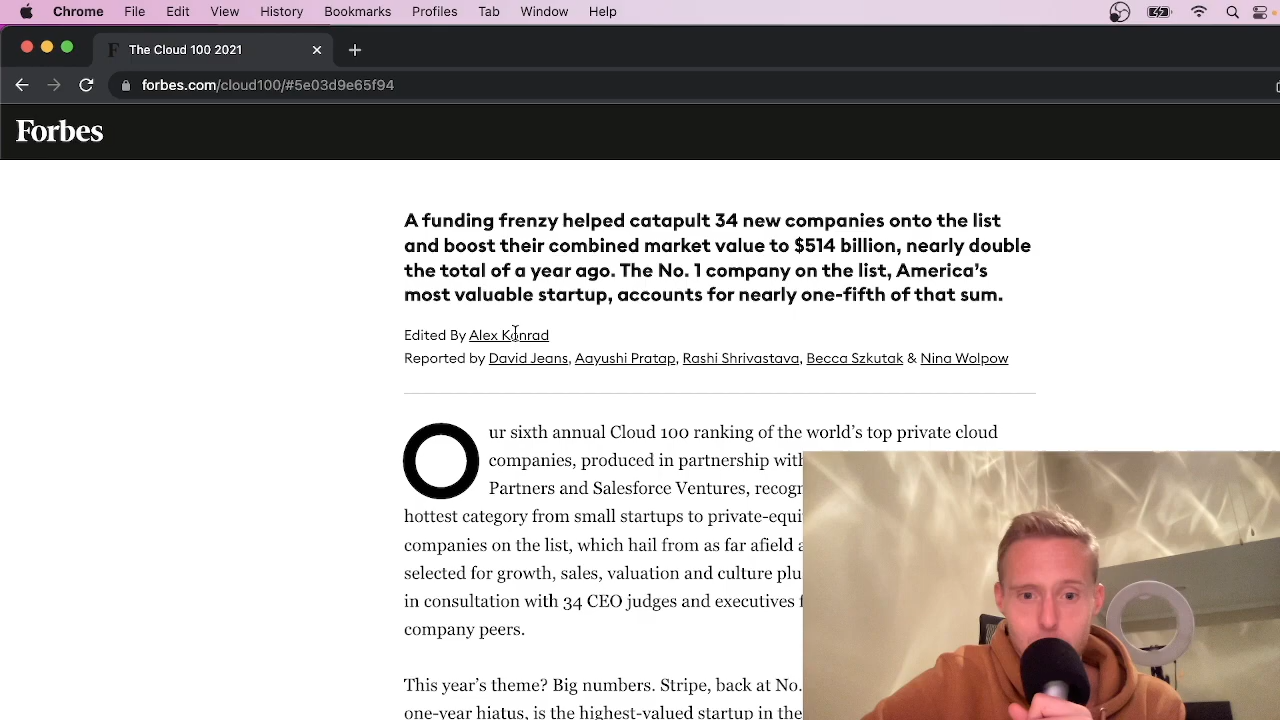 Chrome File Edit View History Bookmarks Profiles Tab Window Help
The Cloud 100 2021
forbes.com/cloud100/#5e03d9e65f94
Forbes
A funding frenzy helped catapult 34 new companies onto the list
and boost their combined market value to $514 billion, nearly double
the total of a year ago. The No. 1 company on the list, America’s
most valuable startup, accounts for nearly one-fifth of that sum.
Edited By Alex Konrad
Reported by David Jeans, Aayushi Pratap, Rashi Shrivastava, Becca Szkutak & Nina Wolpow
Our sixth annual Cloud 100 ranking of the world’s top private cloud
companies, produced in partnership with
Partners and Salesforce Ventures,
hottest category from small startups to
companies on the list, which hail from as far afield
selected for growth, sales, valuation and culture
in consultation with 34 CEO judges and executives
company peers.
This year’s theme? Big numbers. Stripe, back at No.
one-year hiatus, is the highest-valued startup in the